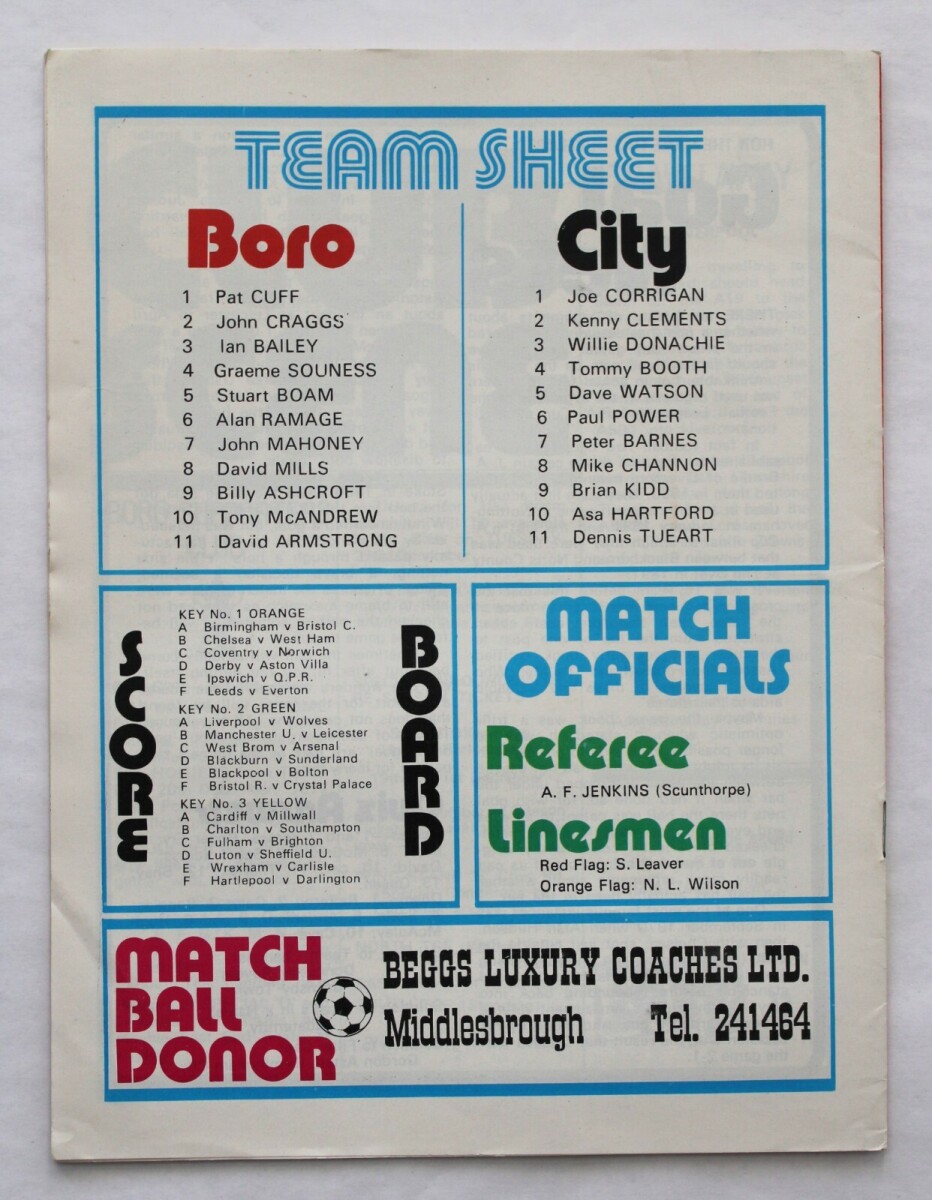 TEAM SHEET
Boro
1 Pat CUFF
2 John CRAGGS
3 Ian BAILEY
4 Graeme SOUNESS
5 Stuart BOAM
6 Alan RAMAGE
7 John MAHONEY
8 David MILLS
9 Billy ASHCROFT
10 Tony McANDREW
11 David ARMSTRONG
City
1 Joe CORRIGAN
2 Kenny CLEMENTS
3 Willie DONACHIE
4 Tommy BOOTH
5 Dave WATSON
6 Paul POWER
7 Peter BARNES
8 Mike CHANNON
9 Brian KIDD
10 Asa HARTFORD
11 Dennis TUEART
SCORE
KEY No. 1 ORANGE
A Birmingham v Bristol C.
B Chelsea v West Ham
C Coventry v Norwich
D Derby v Aston Villa
E Ipswich v Q.P.R.
F Leeds v Everton
KEY No. 2 GREEN
A Liverpool v Wolves
B Manchester U. v Leicester
C West Brom v Arsenal
D Blackburn v Sunderland
E Blackpool v Bolton
F Bristol R. v Crystal Palace
KEY No. 3 YELLOW
A Cardiff v Millwall
B Charlton v Southampton
C Fulham v Brighton
D Luton v Sheffield U.
E Wrexham v Carlisle
F Hartlepool v Darlington
BOARD
MATCH
OFFICIALS
Referee
A. F. JENKINS (Scunthorpe)
Linesmen
Red Flag: S. Leaver
Orange Flag: N. L. Wilson
MATCH
BALL
DONOR
BEGGS LUXURY COACHES LTD.
Middlesbrough Tel. 241464